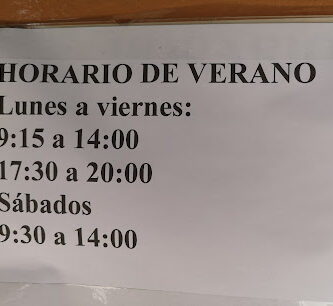 HORARIO DE VERANO
Lunes a viernes:
9:15 a 14:00
17:30 a 20:00
Sábados
9:30 a 14:00